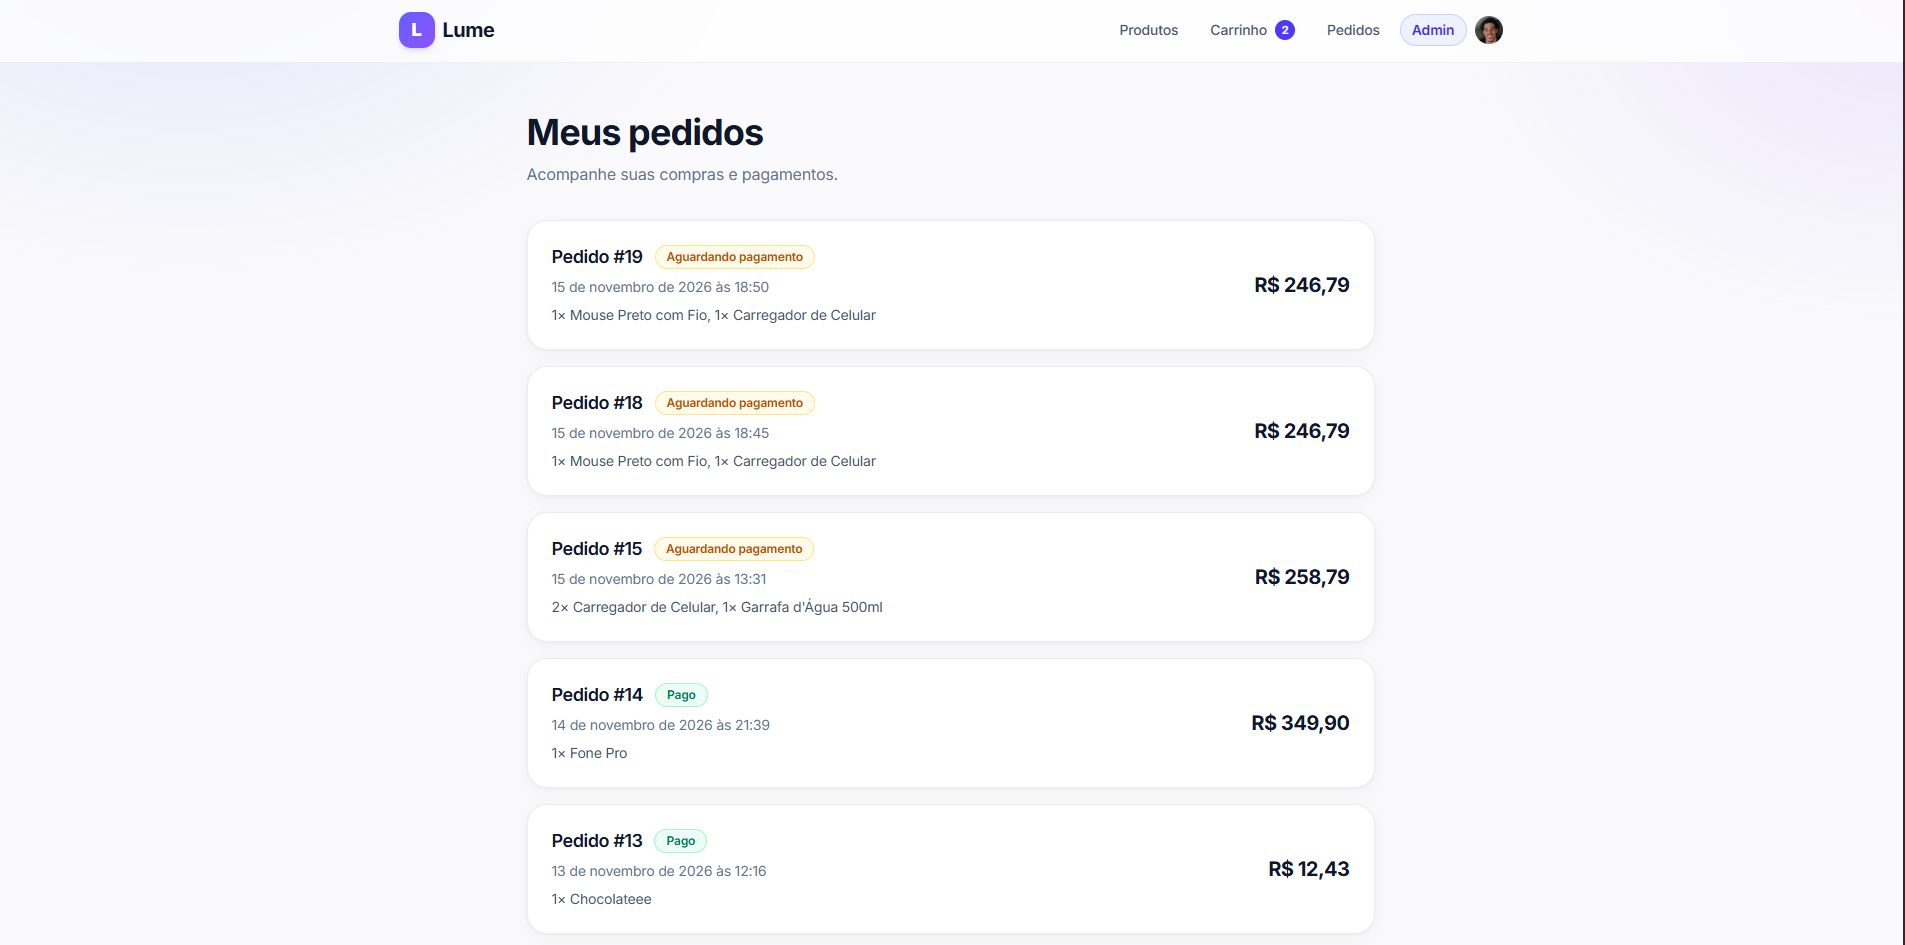 L Lume
Produtos Carrinho 2 Pedidos Admin
Meus pedidos
Acompanhe suas compras e pagamentos.
Pedido #19 Aguardando pagamento
15 de novembro de 2026 às 18:50
1× Mouse Preto com Fio, 1× Carregador de Celular
R$ 246,79
Pedido #18 Aguardando pagamento
15 de novembro de 2026 às 18:45
1× Mouse Preto com Fio, 1× Carregador de Celular
R$ 246,79
Pedido #15 Aguardando pagamento
15 de novembro de 2026 às 13:31
2× Carregador de Celular, 1× Garrafa d'Água 500ml
R$ 258,79
Pedido #14 Pago
14 de novembro de 2026 às 21:39
1× Fone Pro
R$ 349,90
Pedido #13 Pago
13 de novembro de 2026 às 12:16
1× Chocolateee
R$ 12,43